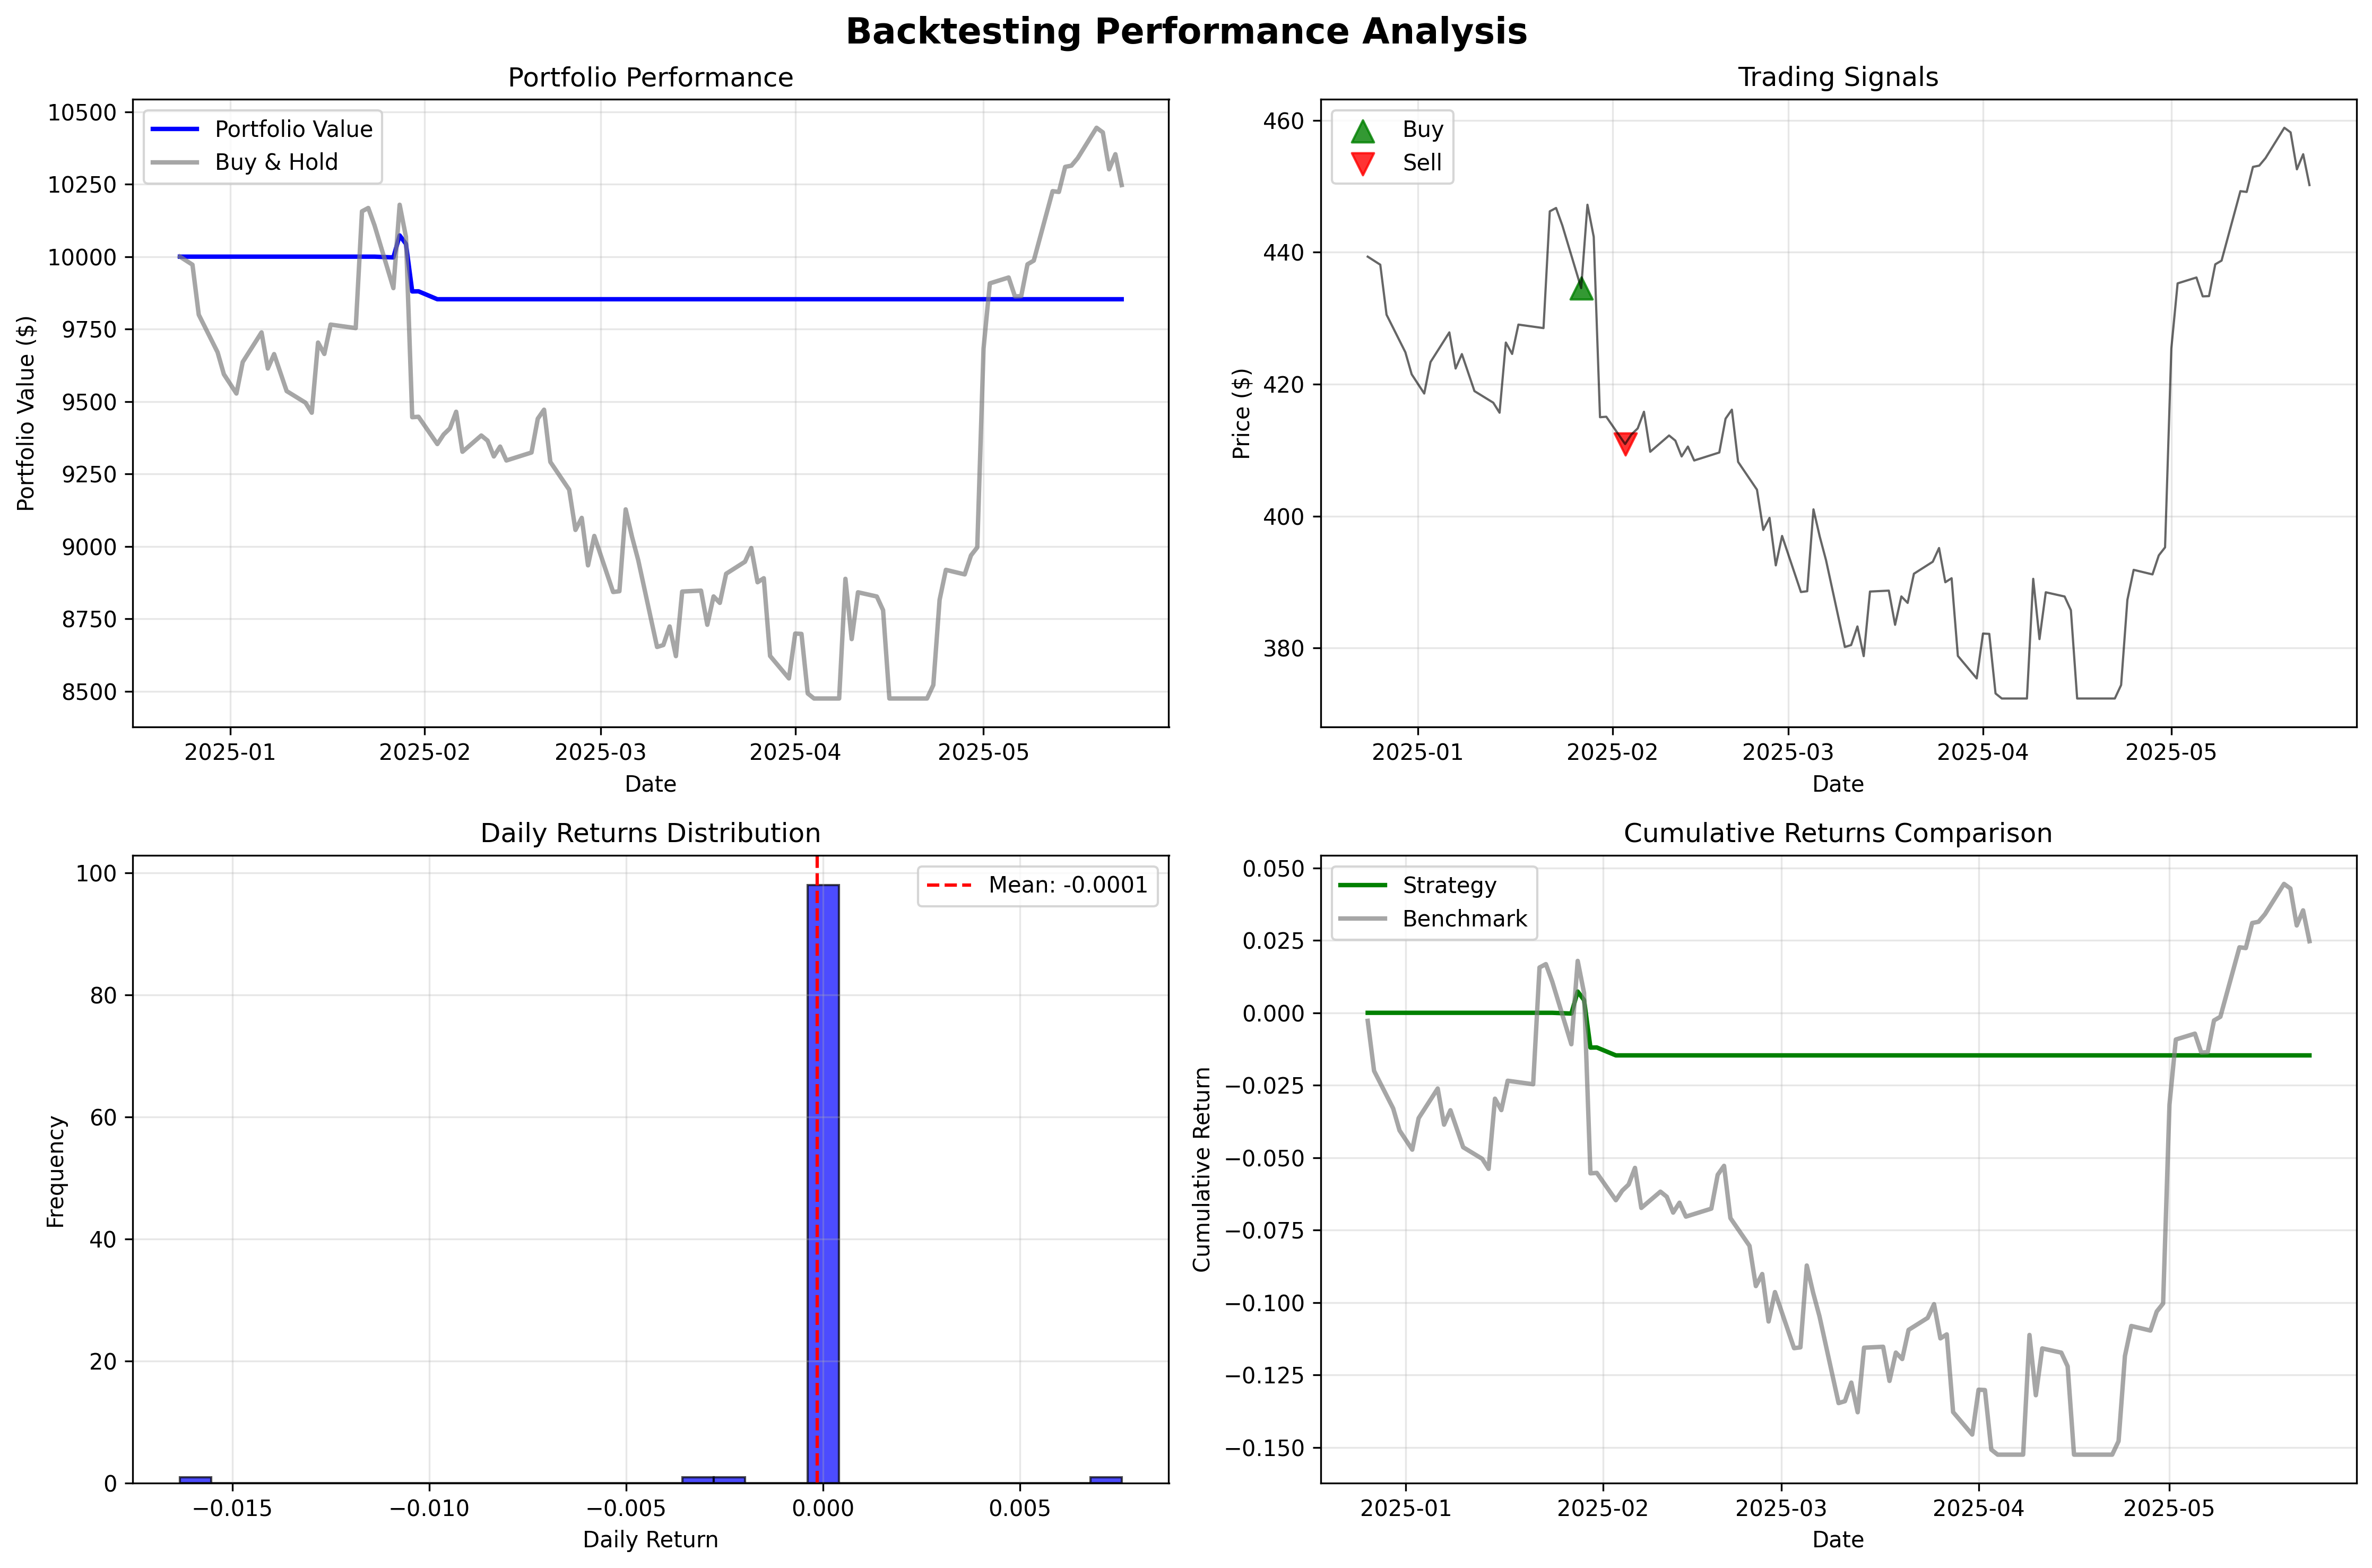 Backtesting Performance Analysis
Portfolio Performance
Portfolio Value
Buy & Hold
10500
10250
10000
9750
9500
9250
9000
8750
8500
Portfolio Value ($)
2025-01 2025-02 2025-03 2025-04 2025-05
Date
Trading Signals
Buy
Sell
460
440
420
400
380
Price ($)
2025-01 2025-02 2025-03 2025-04 2025-05
Date
Daily Returns Distribution
Mean: -0.0001
100
80
60
40
20
0
Frequency
−0.015 −0.010 −0.005 0.000 0.005
Daily Return
Cumulative Returns Comparison
Strategy
Benchmark
0.050
0.025
0.000
−0.025
−0.050
−0.075
−0.100
−0.125
−0.150
Cumulative Return
2025-01 2025-02 2025-03 2025-04 2025-05
Date